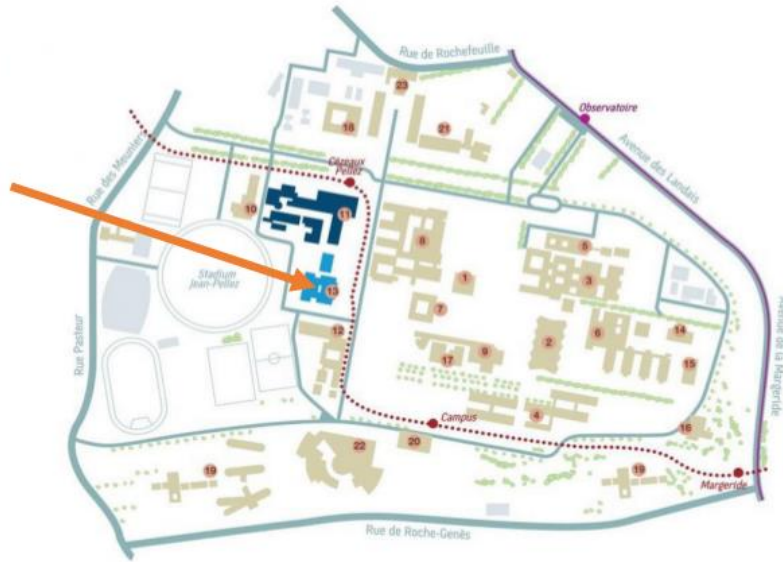 Rue de Rochefeuille
23
Observatoire
18
21
Avenue des Landais
Rue des Meuniers
Cézeaux
Pellez
10
11
8
5
Stadium
Jean-Pellez
13
1
3
7
12
6
14
2
17
9
15
Rue Pasteur
Avenue de la Margeride
4
Campus
16
20
22
19
19
Margeride
Rue de Roche-Genès